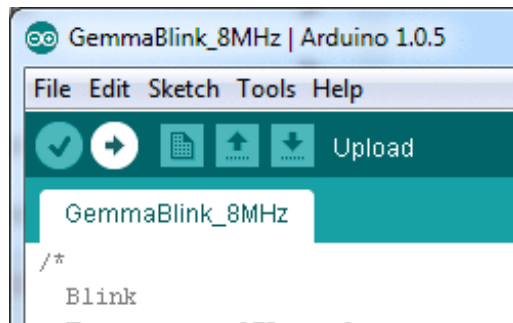 GemmaBlink_8MHz | Arduino 1.0.5
File Edit Sketch Tools Help
Upload
GemmaBlink_8MHz
/*
Blink